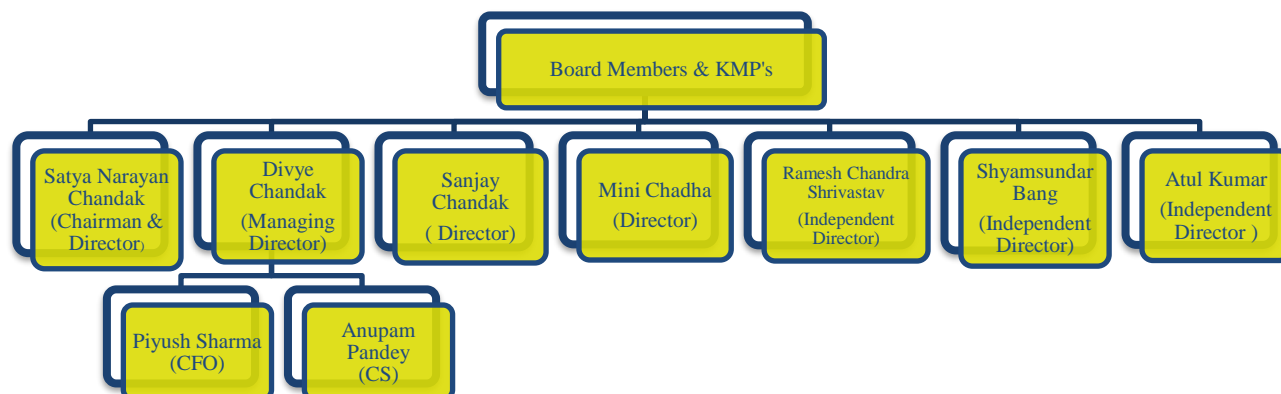 Board Members & KMP's
Satya Narayan
Chandak
(Chairman &
Director)
Divye
Chandak
(Managing
Director)
Sanjay
Chandak
( Director)
Mini Chadha
(Director)
Ramesh Chandra
Shrivastav
(Independent
Director)
Shyamsundar
Bang
(Independent
Director)
Atul Kumar
(Independent
Director )
Piyush Sharma
(CFO)
Anupam
Pandey
(CS)